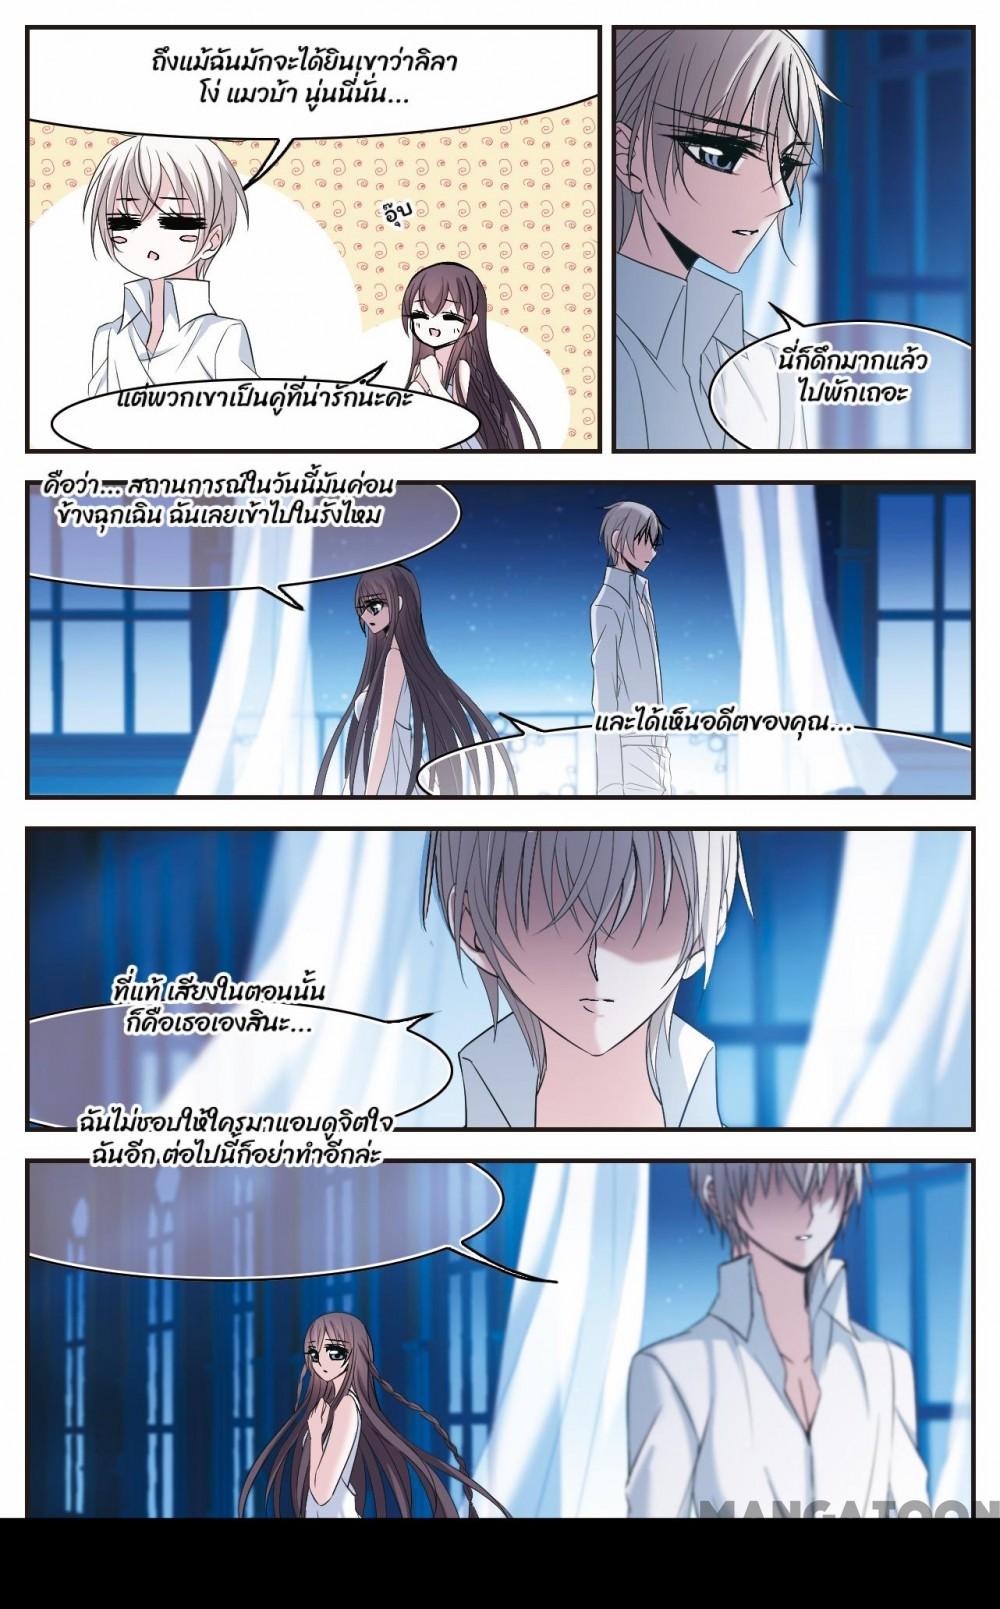 ถึงแม้ฉันมักจะได้ยินเขาว่าลิลา
โง่ แมวบ้า นู่นนี่นั่น...
อุ๊บ
แต่พวกเขาเป็นคู่ที่น่ารักนะคะ
นี่ก็ดึกมากแล้ว
ไปพักเถอะ
คือว่า... สถานการณ์ในวันนี้มันค่อน
ข้างฉุกเฉิน ฉันเลยเข้าไปในรังไหม
และได้เห็นอดีตของคุณ...
ที่แท้ เสียงในตอนนั้น
ก็คือเธอเองสินะ...
ฉันไม่ชอบให้ใครมาแอบดูจิตใจ
ฉันอีก ต่อไปนี้ก็อย่าทำอีกล่ะ
MANGATOON